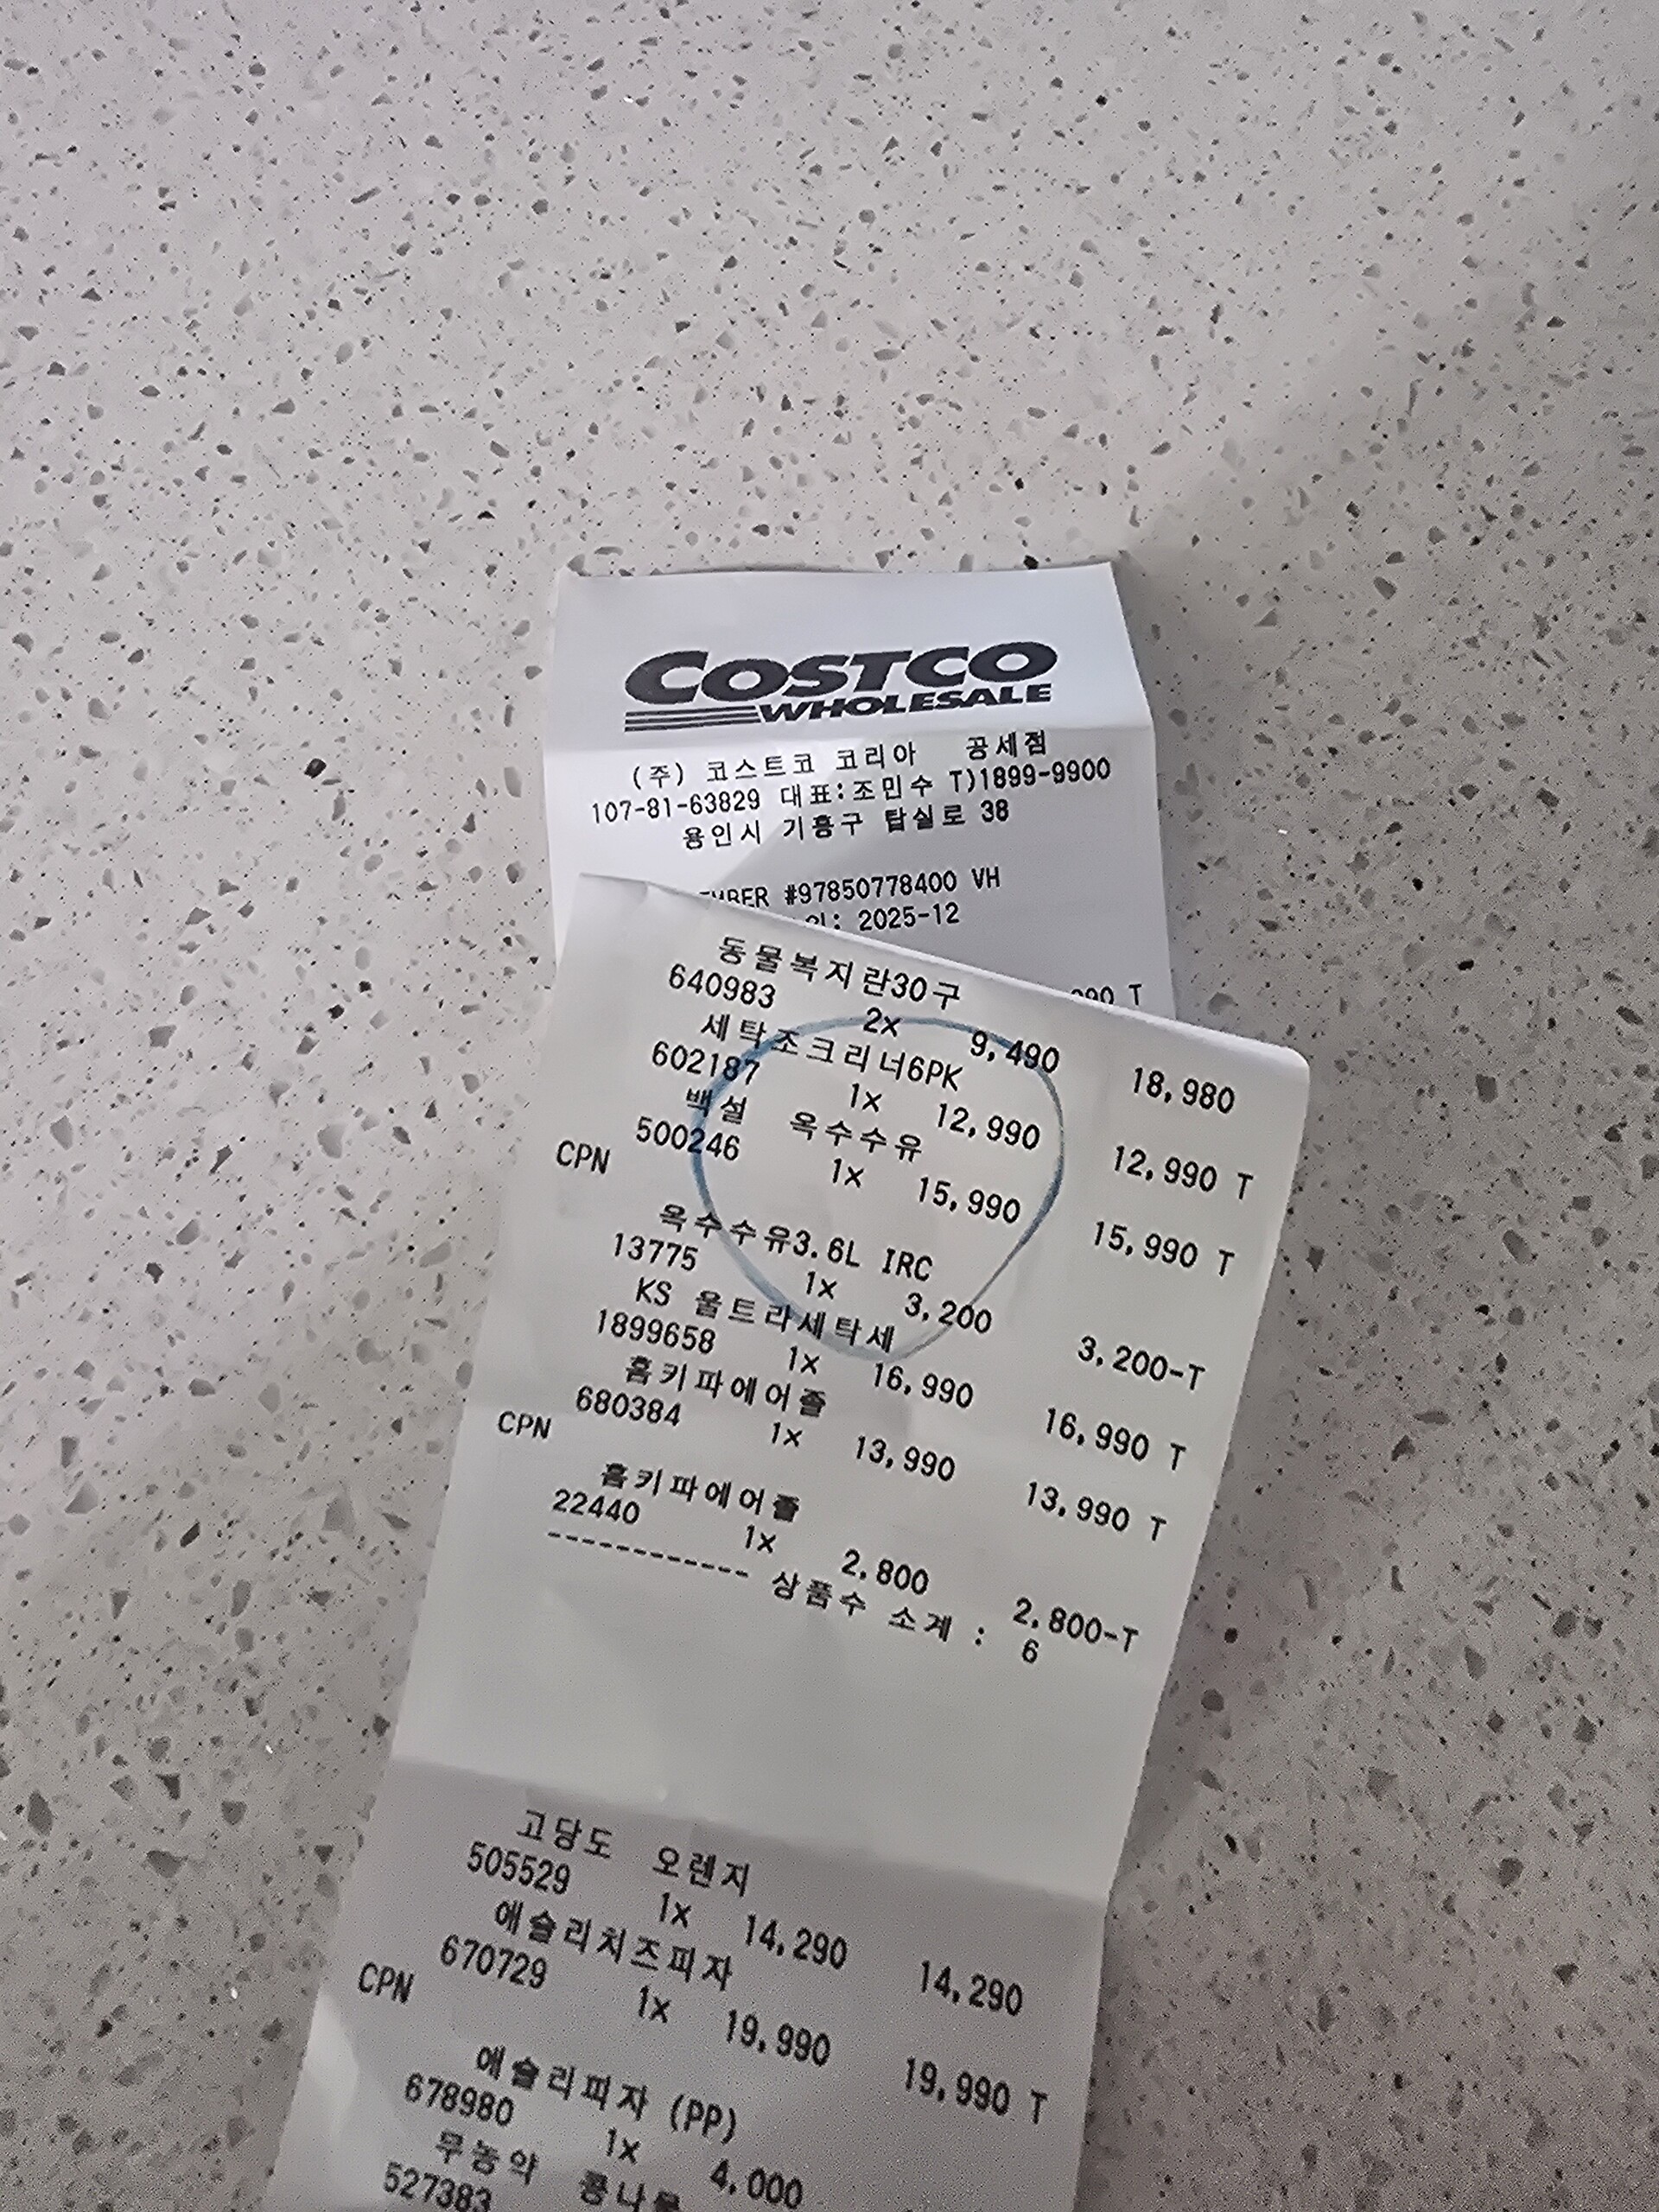 COSTCO
WHOLESALE
(주) 코스트코 코리아 공세점
107-81-63829 대표:조민수 T)1899-9900
용인시 기흥구 탑실로 38
#97850778400 VH
2025-12
T
동물복지란30구
640983 2x 9,490 18,980
세탁조크리너6PK
602187 1x 12,990 12,990 T
백설 옥수수유
500246 1x 15,990 15,990 T
CPN
옥수수유3.6L IRC
13775 1x 3,200 3,200-T
KS 울트라세탁세
1899658 1x 16,990 16,990 T
홈키파에어졸
680384 1x 13,990 13,990 T
CPN
홈키파에어졸
22440 1x 2,800 2,800-T
----------- 상품수 소계 : 6
고당도 오렌지
505529 1x 14,290 14,290
애슐리치즈피자
670729 1x 19,990 19,990 T
CPN
애슐리피자 (PP)
678980 1x 4,000
무농약 콩나물
527383